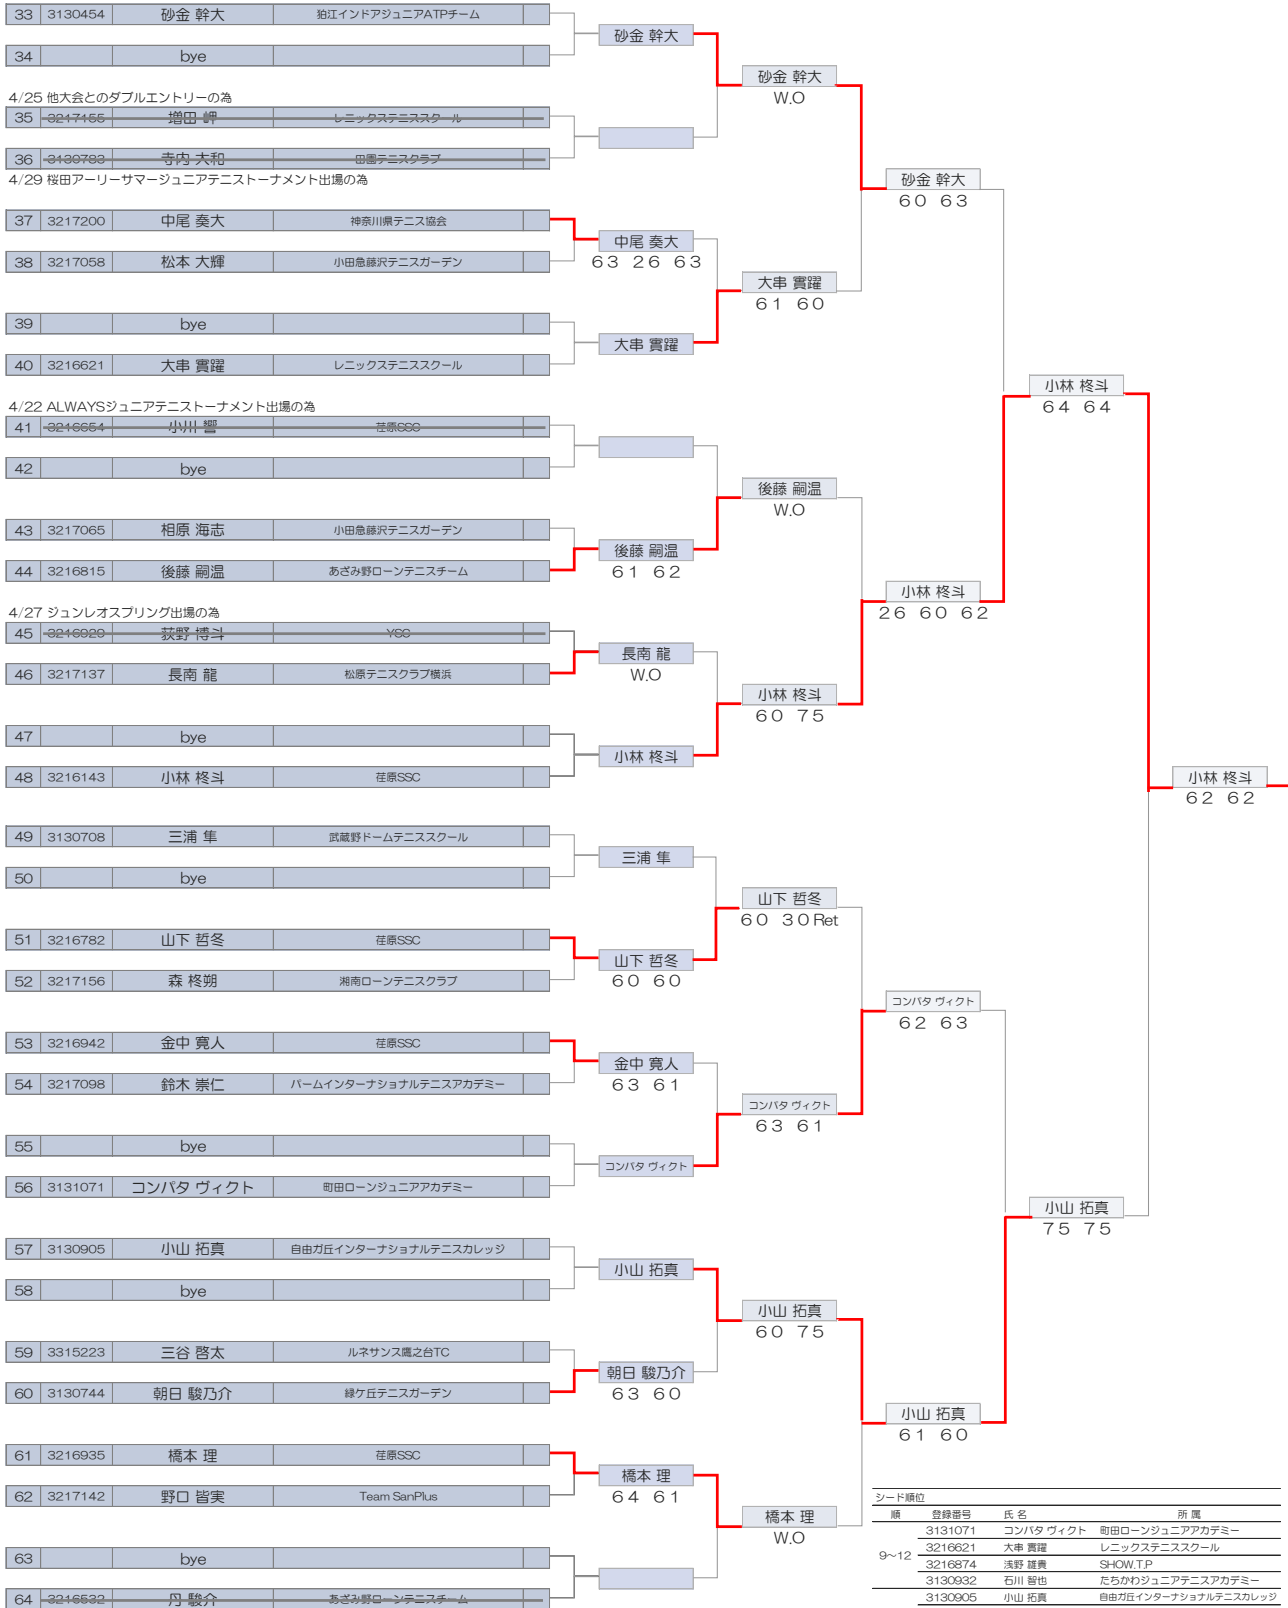 33 3130454 砂金 幹大 狛江インドアジュニアATPチーム
砂金 幹大
34 bye
砂金 幹大
W.O
4/25 他大会とのダブルエントリーの為
35 3217155 増田 岬 レニックステニススクール
36 3130783 寺内 大和 田園テニスクラブ
4/29 桜田アーリーサマージュニアテニストーナメント出場の為
砂金 幹大
60 63
37 3217200 中尾 奏大 神奈川県テニス協会
中尾 奏大
63 26 63
38 3217058 松本 大輝 小田急藤沢テニスガーデン
大串 實躍
61 60
39 bye
大串 實躍
40 3216621 大串 實躍 レニックステニススクール
小林 柊斗
64 64
4/22 ALWAYSジュニアテニストーナメント出場の為
41 3216654 小川 響 荏原SSC
42 bye
後藤 嗣温
W.O
43 3217065 相原 海志 小田急藤沢テニスガーデン
後藤 嗣温
61 62
44 3216815 後藤 嗣温 あざみ野ローンテニスチーム
小林 柊斗
26 60 62
4/27 ジュンレオスプリング出場の為
45 3216929 荻野 博斗 YSC
長南 龍
W.O
46 3217137 長南 龍 松原テニスクラブ横浜
小林 柊斗
60 75
47 bye
小林 柊斗
48 3216143 小林 柊斗 荏原SSC
小林 柊斗
62 62
49 3130708 三浦 隼 武蔵野ドームテニススクール
三浦 隼
50 bye
山下 哲冬
60 30Ret
51 3216782 山下 哲冬 荏原SSC
山下 哲冬
60 60
52 3217156 森 柊朔 湘南ローンテニスクラブ
コンパタ ヴィクト
62 63
53 3216942 金中 寛人 荏原SSC
金中 寛人
63 61
54 3217098 鈴木 崇仁 パームインターナショナルテニスアカデミー
コンパタ ヴィクト
63 61
55 bye
コンパタ ヴィクト
56 3131071 コンパタ ヴィクト 町田ローンジュニアアカデミー
小山 拓真
75 75
57 3130905 小山 拓真 自由ガ丘インターナショナルテニスカレッジ
小山 拓真
58 bye
小山 拓真
60 75
59 3315223 三谷 啓太 ルネサンス鷹之台TC
朝日 駿乃介
63 60
60 3130744 朝日 駿乃介 緑ケ丘テニスガーデン
小山 拓真
61 60
61 3216935 橋本 理 荏原SSC
橋本 理
64 61
62 3217142 野口 皆実 Team SanPlus
橋本 理
W.O
63 bye
64 3216532 丹 駿介 あざみ野ローンテニスチーム
シード順位
順 登録番号 氏 名 所 属
9～12
3131071 コンパタ ヴィクト 町田ローンジュニアアカデミー
3216621 大串 實躍 レニックステニススクール
3216874 浅野 雄貴 SHOW.T.P
3130932 石川 智也 たちかわジュニアテニスアカデミー
3130905 小山 拓真 自由ガ丘インターナショナルテニスカレッジ